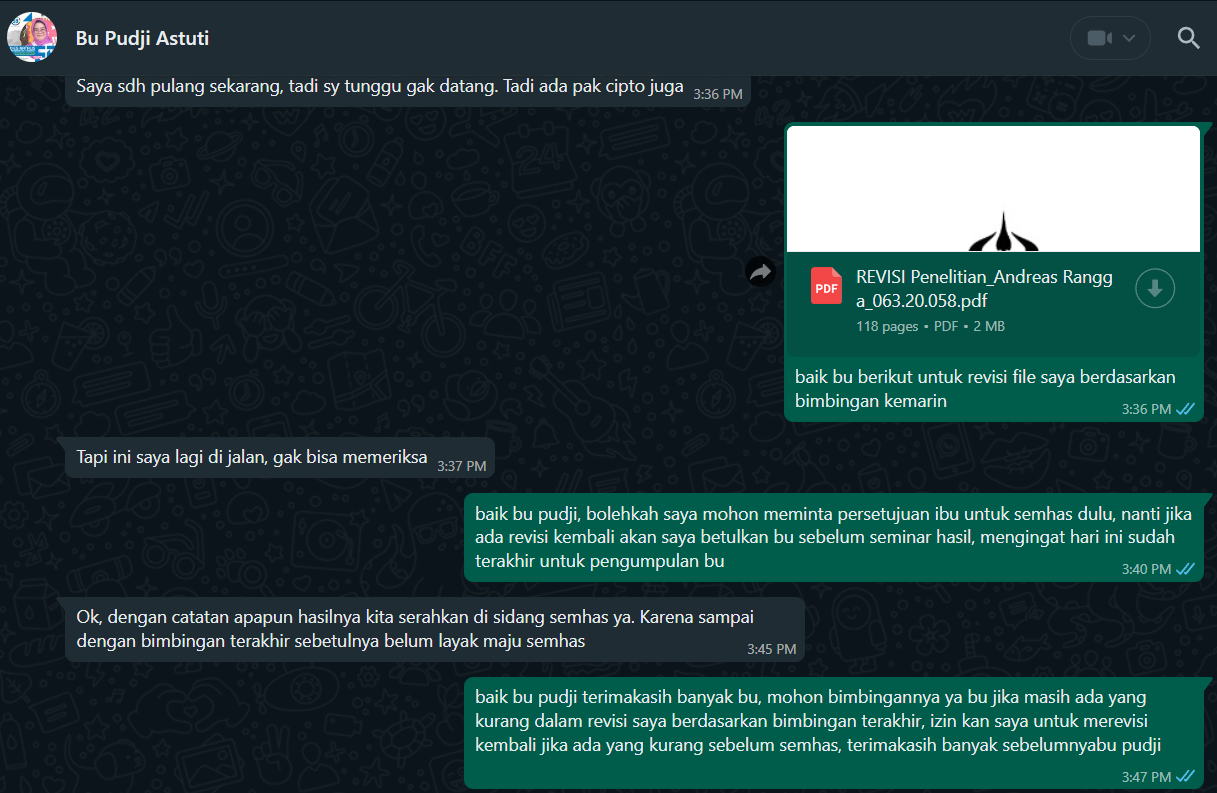 Bu Pudji Astuti
Saya sdh pulang sekarang, tadi sy tunggu gak datang. Tadi ada pak cipto juga
3:36 PM
PDF
REVISI Penelitian_Andreas Rangg
a_063.20.058.pdf
118 pages • PDF • 2 MB
baik bu berikut untuk revisi file saya berdasarkan
bimbingan kemarin
3:36 PM
Tapi ini saya lagi di jalan, gak bisa memeriksa
3:37 PM
baik bu pudji, bolehkah saya mohon meminta persetujuan ibu untuk semhas dulu, nanti jika
ada revisi kembali akan saya betulkan bu sebelum seminar hasil, mengingat hari ini sudah
terakhir untuk pengumpulan bu
3:40 PM
Ok, dengan catatan apapun hasilnya kita serahkan di sidang semhas ya. Karena sampai
dengan bimbingan terakhir sebetulnya belum layak maju semhas
3:45 PM
baik bu pudji terimakasih banyak bu, mohon bimbingannya ya bu jika masih ada yang
kurang dalam revisi saya berdasarkan bimbingan terakhir, izin kan saya untuk merevisi
kembali jika ada yang kurang sebelum semhas, terimakasih banyak sebelumnyabu pudji
3:47 PM